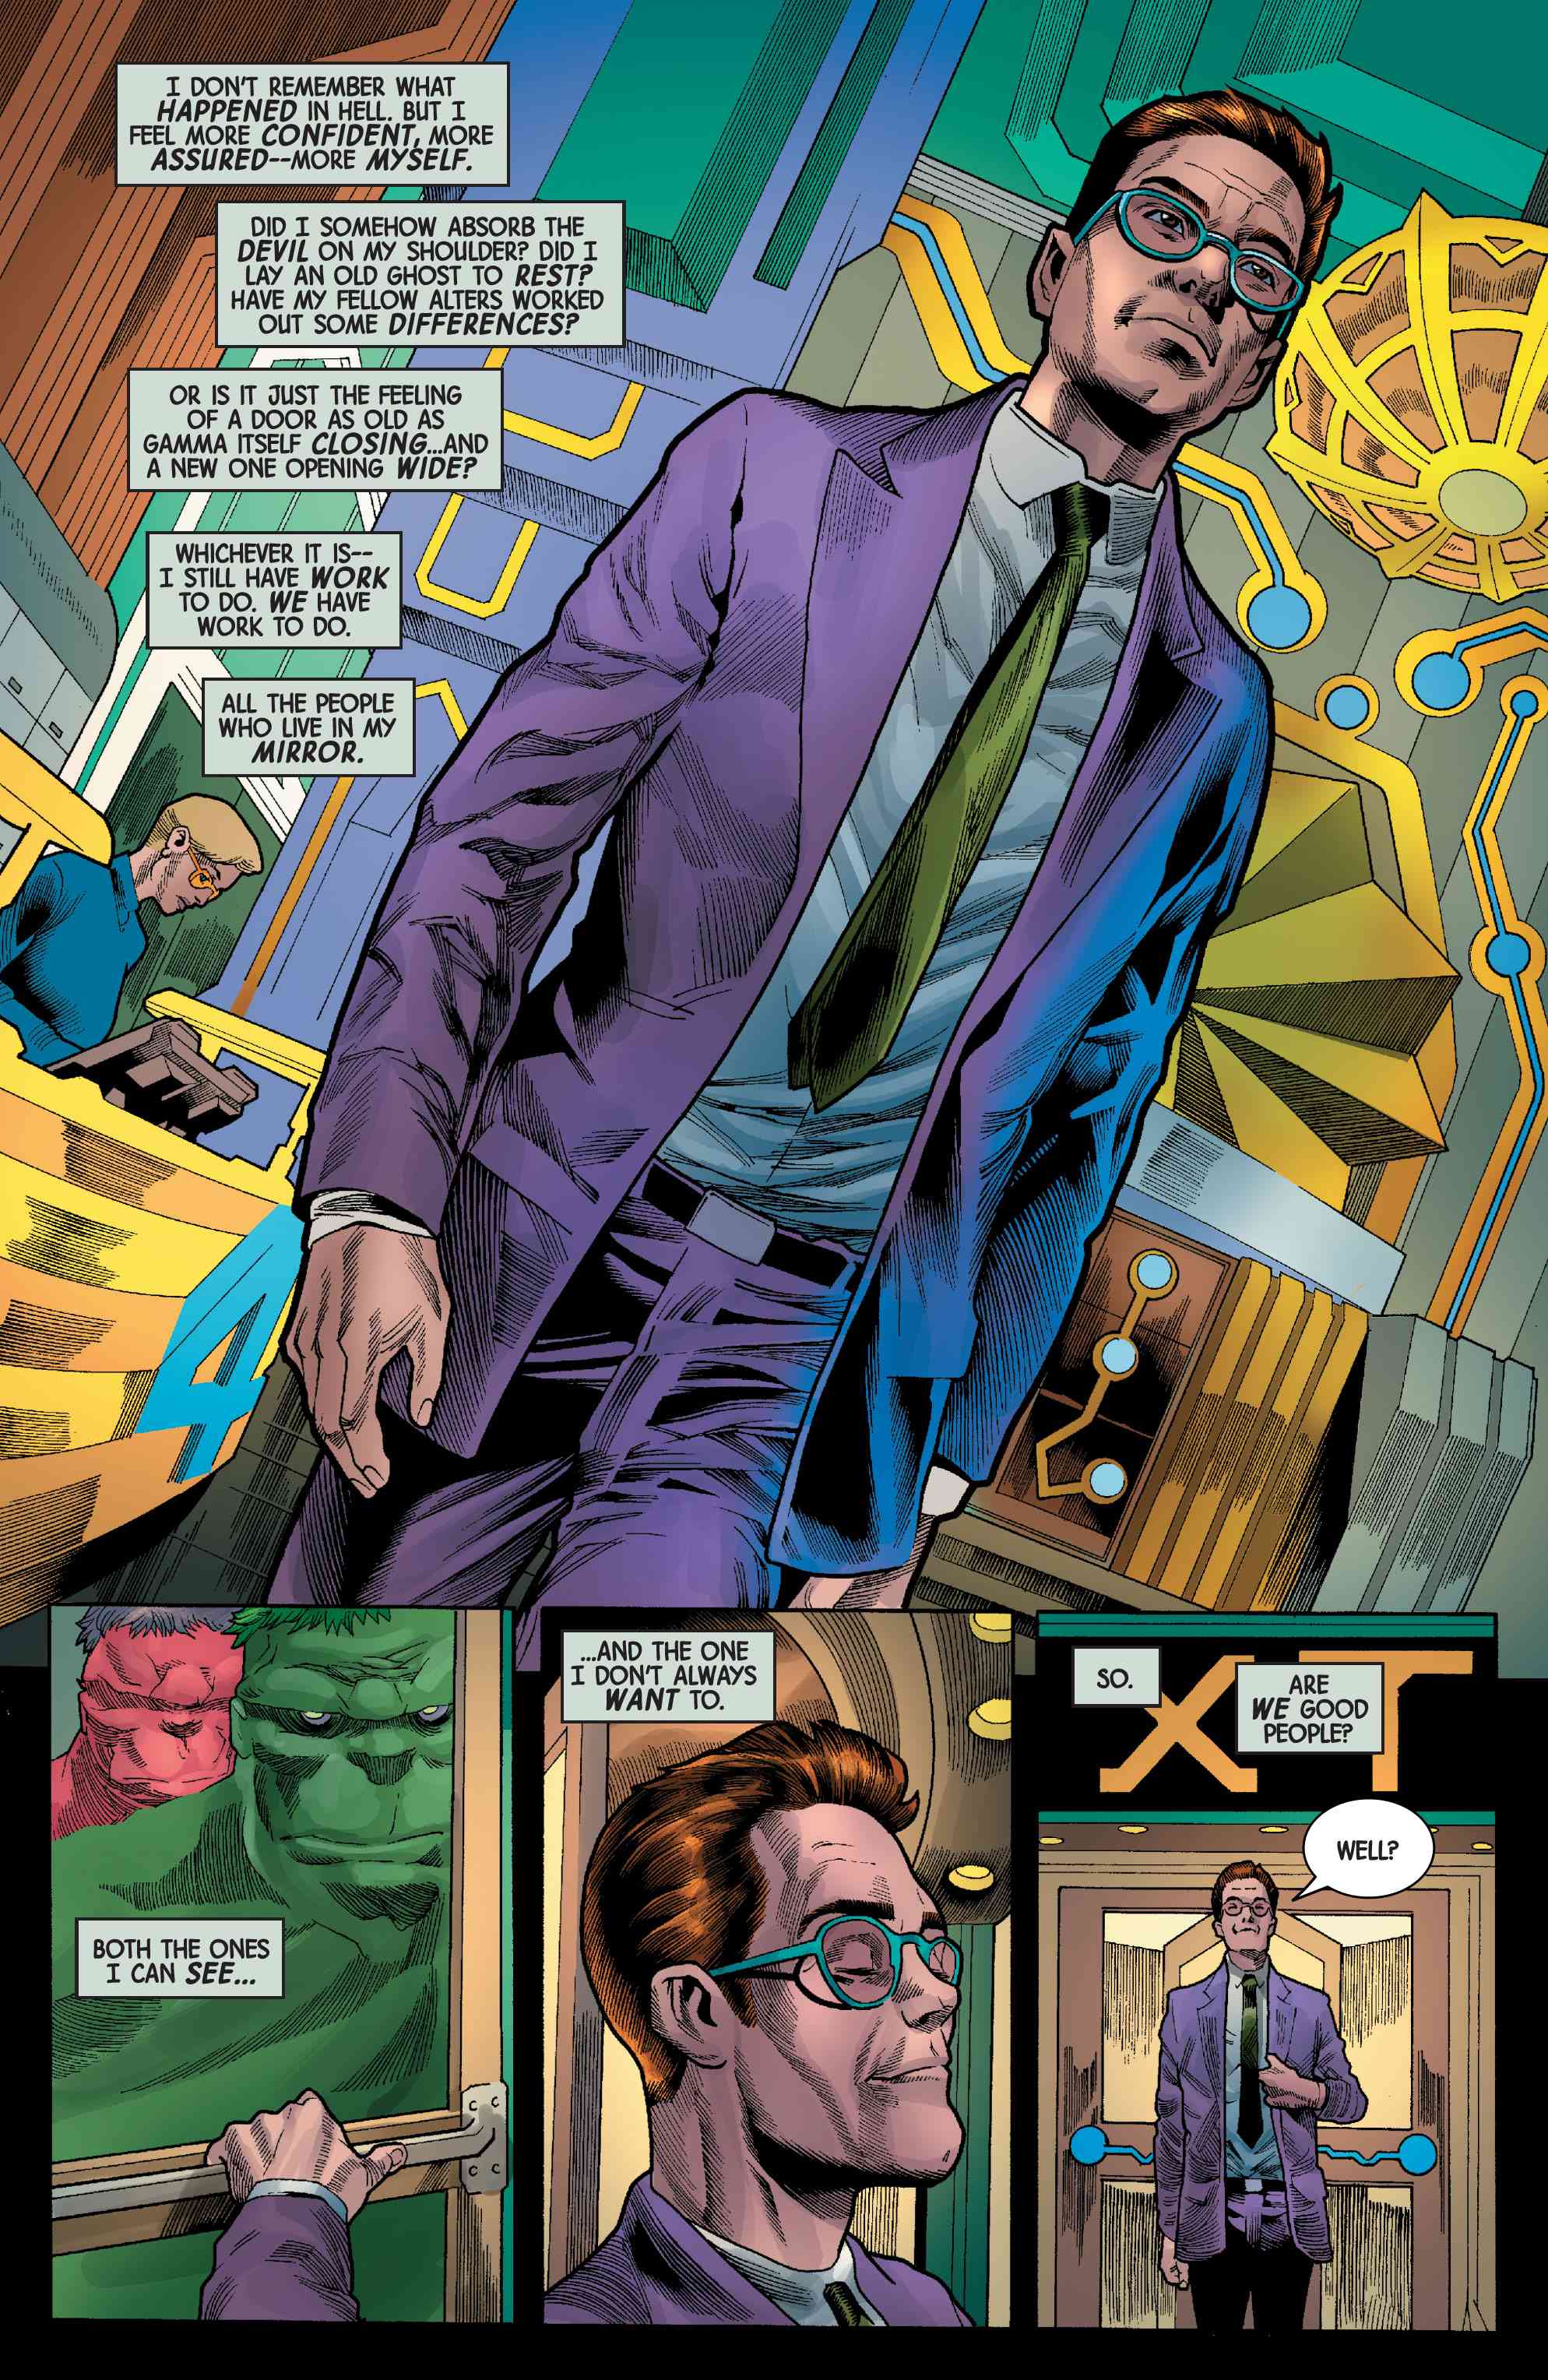 I DON'T REMEMBER WHAT
HAPPENED IN HELL. BUT I
FEEL MORE CONFIDENT, MORE
ASSURED--MORE MYSELF.
DID I SOMEHOW ABSORB THE
DEVIL ON MY SHOULDER? DID I
LAY AN OLD GHOST TO REST?
HAVE MY FELLOW ALTERS WORKED
OUT SOME DIFFERENCES?
OR IS IT JUST THE FEELING
OF A DOOR AS OLD AS
GAMMA ITSELF CLOSING...AND
A NEW ONE OPENING WIDE?
WHICHEVER IT IS--
I STILL HAVE WORK
TO DO. WE HAVE
WORK TO DO.
ALL THE PEOPLE
WHO LIVE IN MY
MIRROR.
4
BOTH THE ONES
I CAN SEE...
...AND THE ONE
I DON'T ALWAYS
WANT TO.
SO.
XT
ARE
WE GOOD
PEOPLE?
WELL?